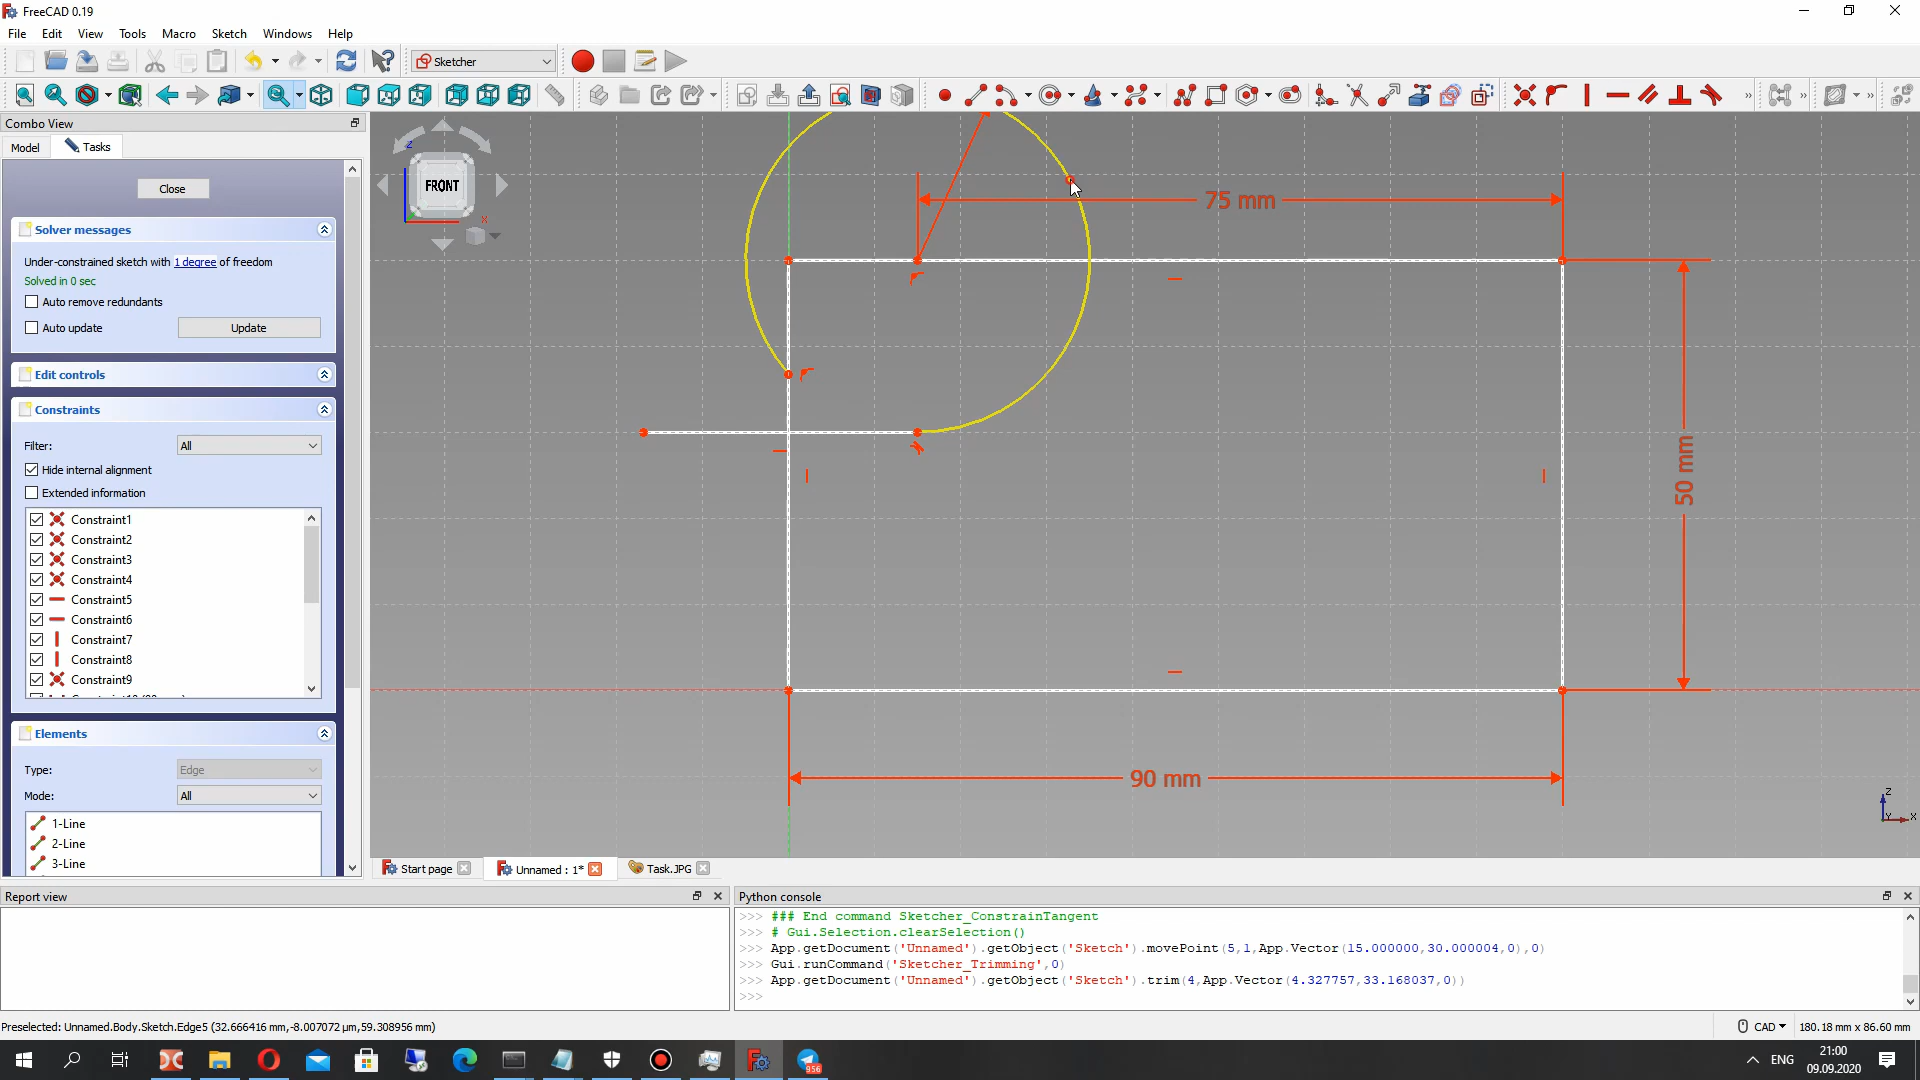 FreeCAD 0.19
File Edit View Tools Macro Sketch Windows Help
Sketcher
Combo View
Model Tasks
Close
Solver messages
Under-constrained sketch with 1 degree of freedom
Solved in 0 sec
Auto remove redundants
Auto update Update
Edit controls
Constraints
Filter: All
Hide internal alignment
Extended information
Constraint1
Constraint2
Constraint3
Constraint4
Constraint5
Constraint6
Constraint7
Constraint8
Constraint9
Elements
Type: Edge
Mode: All
1-Line
2-Line
3-Line
FRONT
Z
X
75 mm
50 mm
90 mm
Z
Y X
Start page Unnamed : 1* Task.JPG
Report view
Python console
>>> ### End command Sketcher_ConstrainTangent
>>> # Gui.Selection.clearSelection()
>>> App.getDocument('Unnamed').getObject('Sketch').movePoint(5,1,App.Vector(15.000000,30.000004,0),0)
>>> Gui.runCommand('Sketcher_Trimming',0)
>>> App.getDocument('Unnamed').getObject('Sketch').trim(4,App.Vector(4.327757,33.168037,0))
>>>
Preselected: Unnamed.Body.Sketch.Edge5 (32.666416 mm,-8.007072 µm,59.308956 mm)
CAD 180.18 mm x 86.60 mm
956
ENG
21:00
09.09.2020